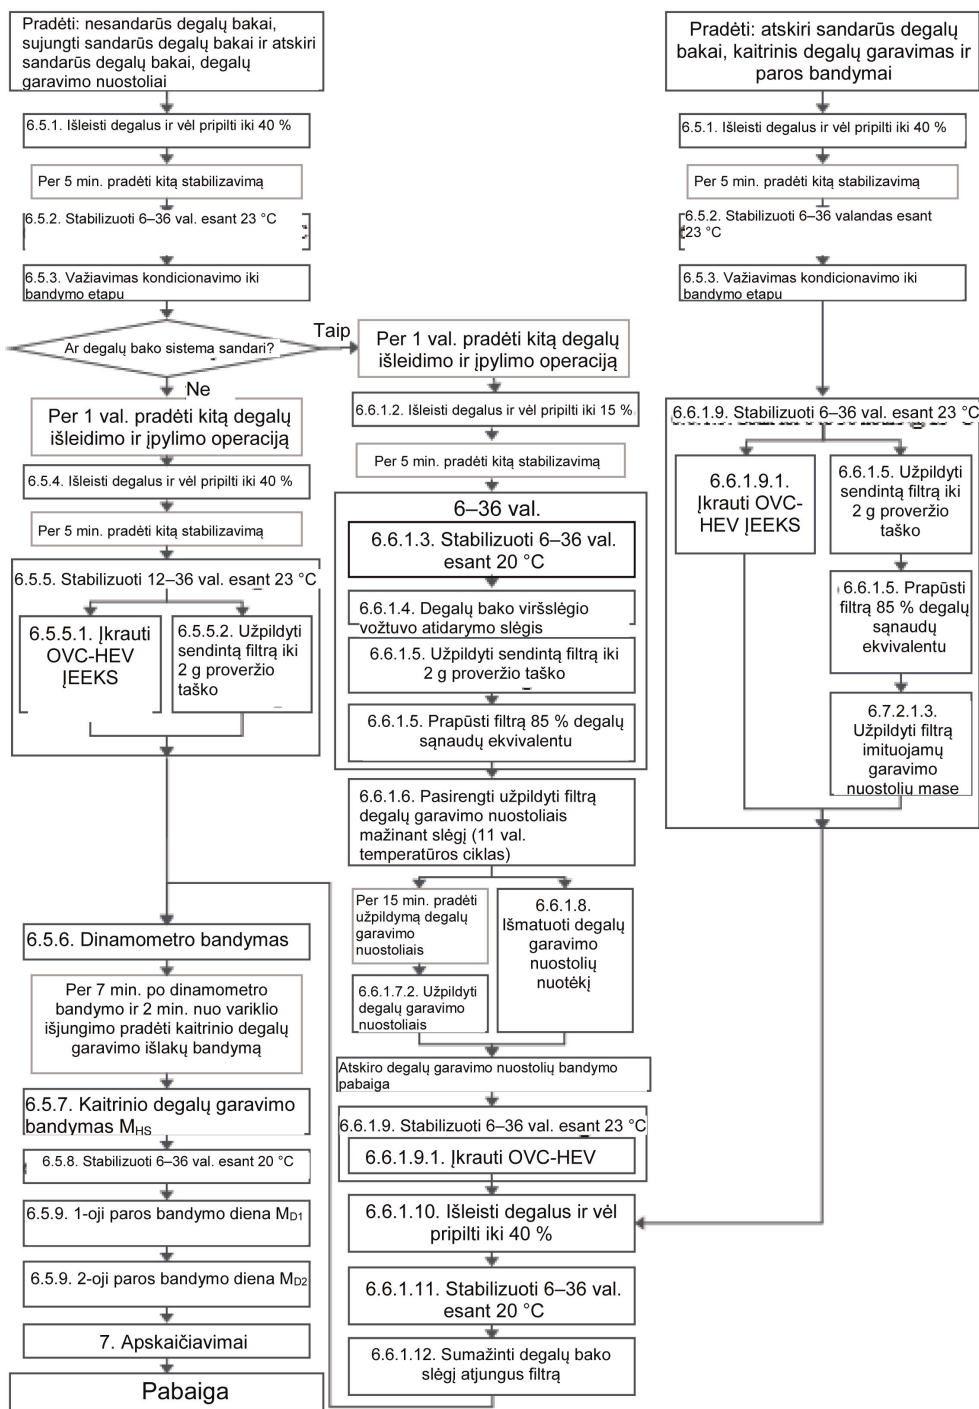 Pradėti: nesandarūs degalų bakai,
sujungti sandarūs degalų bakai ir atskiri
sandarūs degalų bakai, degalų
garavimo nuostoliai
6.5.1. Išleisti degalus ir vėl pripilti iki 40 %
Per 5 min. pradėti kitą stabilizavimą
6.5.2. Stabilizuoti 6–36 val. esant 23 °C
6.5.3. Važiavimas kondicionavimo iki
bandymo etapu
Ar degalų bako sistema sandari?
Taip
Ne
Per 1 val. pradėti kitą degalų
išleidimo ir įpylimo operaciją
6.5.4. Išleisti degalus ir vėl pripilti iki 40 %
Per 5 min. pradėti kitą stabilizavimą
6.5.5. Stabilizuoti 12–36 val. esant 23 °C
6.5.5.1. Įkrauti
OVC-HEV
ĮEEKS
6.5.5.2. Užpildyti
sendintą filtrą iki
2 g proveržio
taško
6.5.6. Dinamometro bandymas
Per 7 min. po dinamometro
bandymo ir 2 min. nuo variklio
išjungimo pradėti kaitrinio degalų
garavimo išlakų bandymą
6.5.7. Kaitrinio degalų garavimo
bandymas MHS
6.5.8. Stabilizuoti 6–36 val. esant 20 °C
6.5.9. 1-oji paros bandymo diena MD1
6.5.9. 2-oji paros bandymo diena MD2
7. Apskaičiavimai
Pabaiga
Per 1 val. pradėti kitą degalų
išleidimo ir įpylimo operaciją
6.6.1.2. Išleisti degalus ir vėl pripilti iki 15 %
Per 5 min. pradėti kitą stabilizavimą
6–36 val.
6.6.1.3. Stabilizuoti 6–36 val.
esant 20 °C
6.6.1.4. Degalų bako viršslėgio
vožtuvo atidarymo slėgis
6.6.1.5. Užpildyti sendintą filtrą iki
2 g proveržio taško
6.6.1.5. Prapūsti filtrą 85 % degalų
sąnaudų ekvivalentu
6.6.1.6. Pasirengti užpildyti filtrą
degalų garavimo nuostoliais
mažinant slėgį (11 val.
temperatūros ciklas)
Per 15 min. pradėti
užpildymą degalų
garavimo
nuostoliais
6.6.1.7.2. Užpildyti
degalų garavimo
nuostoliais
6.6.1.8.
Išmatuoti degalų
garavimo
nuostolių
nuotėkį
Atskiro degalų garavimo nuostolių bandymo
pabaiga
6.6.1.9. Stabilizuoti 6–36 val. esant 23 °C
6.6.1.9.1. Įkrauti OVC-HEV
6.6.1.10. Išleisti degalus ir vėl
pripilti iki 40 %
6.6.1.11. Stabilizuoti 6–36 val.
esant 20 °C
6.6.1.12. Sumažinti degalų bako
slėgį atjungus filtrą
Pradėti: atskiri sandarūs degalų
bakai, kaitrinis degalų garavimas ir
paros bandymai
6.5.1. Išleisti degalus ir vėl pripilti iki 40 %
Per 5 min. pradėti kitą stabilizavimą
6.5.2. Stabilizuoti 6–36 valandas esant
23 °C
6.5.3. Važiavimas kondicionavimo iki
bandymo etapu
6.6.1.9. Stabilizuoti 6–36 val. esant 23 °C
6.6.1.9.1.
Įkrauti OVC-
HEV ĮEEKS
6.6.1.5. Užpildyti
sendintą filtrą iki
2 g proveržio
taško
6.6.1.5. Prapūsti
filtrą 85 % degalų
sąnaudų
ekvivalentu
6.7.2.1.3.
Užpildyti filtrą
imituojamų
garavimo
nuostolių mase